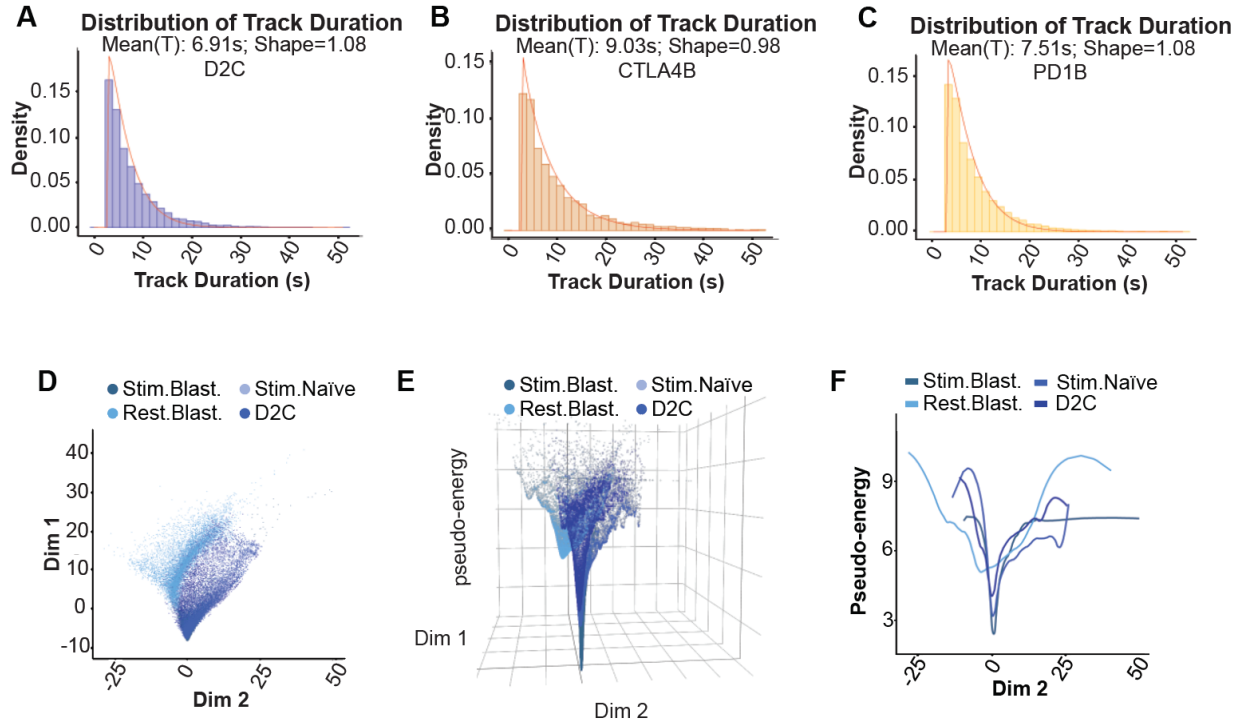 A
Distribution of Track Duration
Mean(T): 6.91s; Shape=1.08
D2C
Density
0.15
0.10
0.05
0.00
0
10
20
30
40
50
Track Duration (s)
B
Distribution of Track Duration
Mean(T): 9.03s; Shape=0.98
CTLA4B
Density
0.15
0.10
0.05
0.00
0
10
20
30
40
50
Track Duration (s)
C
Distribution of Track Duration
Mean(T): 7.51s; Shape=1.08
PD1B
Density
0.15
0.10
0.05
0.00
0
10
20
30
40
50
Track Duration (s)
D
Stim.Blast. Stim.Naïve
Rest.Blast. D2C
Dim 1
40
30
20
10
0
-10
-25
0
25
50
Dim 2
E
Stim.Blast. Stim.Naïve
Rest.Blast. D2C
pseudo-energy
Dim 1
Dim 2
F
Stim.Blast. Stim.Naïve
Rest.Blast. D2C
Pseudo-energy
9
6
3
-25
0
25
50
Dim 2